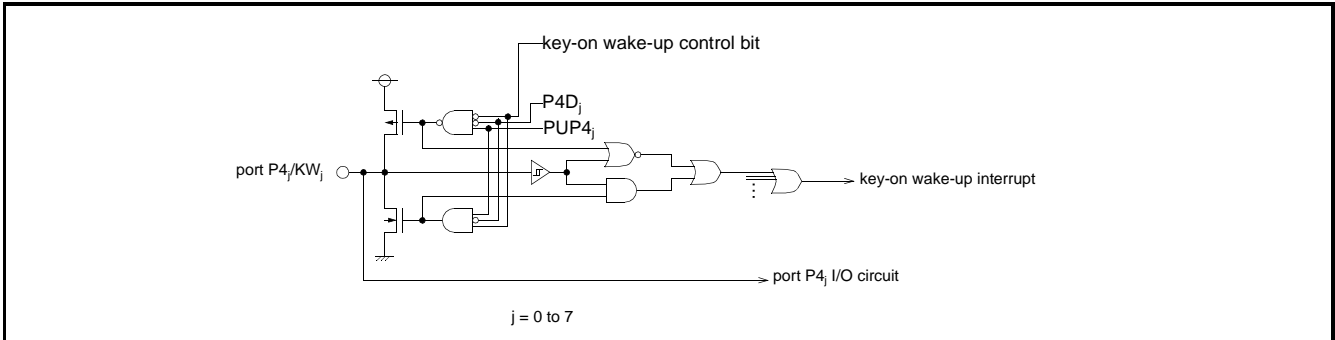 key-on wake-up control bit
P4Dj
PUP4j
port P4j/KWj
key-on wake-up interrupt
port P4j I/O circuit
j = 0 to 7